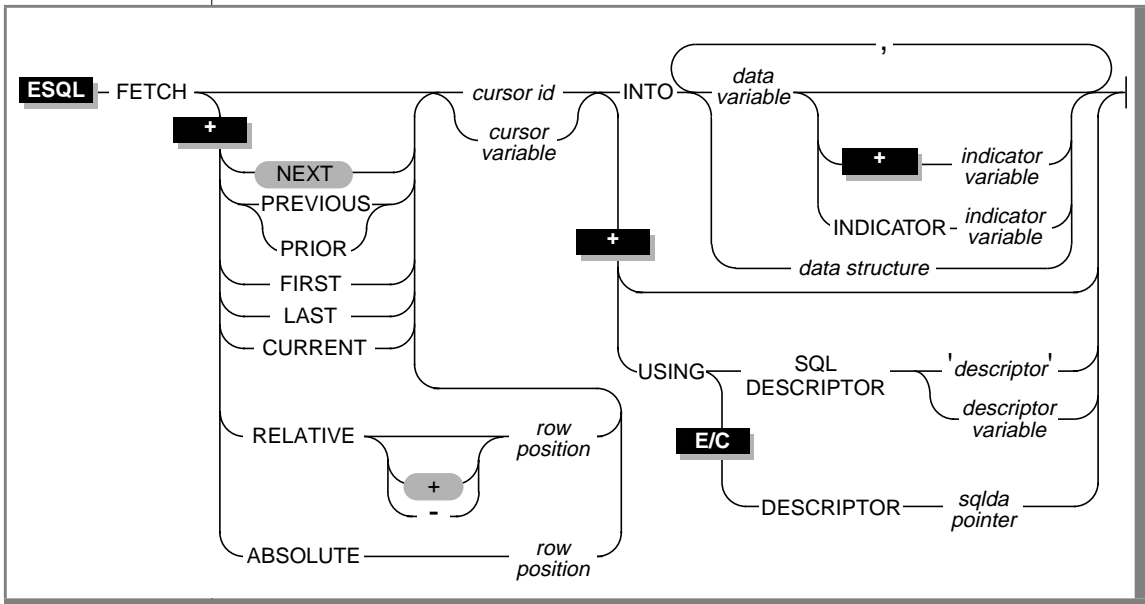 ESQL FETCH cursor id INTO data variable ,
cursor variable
+
NEXT
PREVIOUS
PRIOR
FIRST
LAST
CURRENT
RELATIVE row position
+
-
ABSOLUTE row position
+ indicator variable
INDICATOR - indicator variable
data structure
+
USING SQL DESCRIPTOR 'descriptor'
descriptor variable
E/C
DESCRIPTOR sqlda pointer